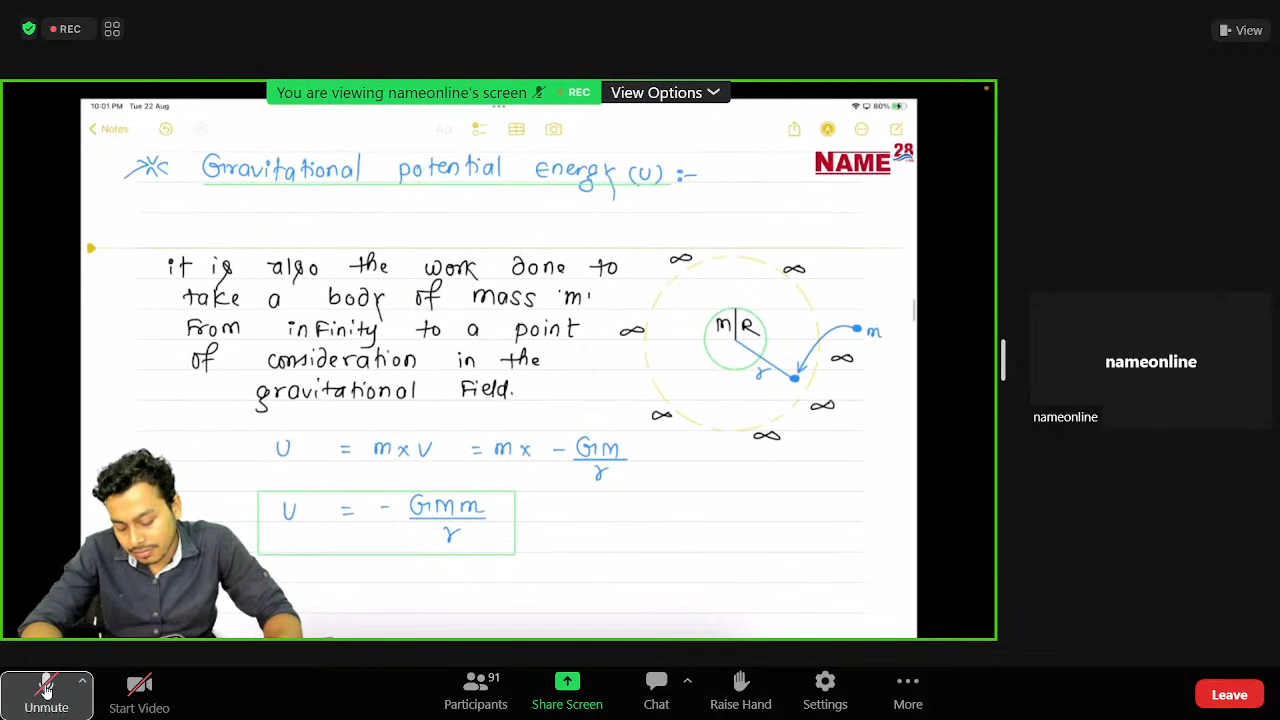 REC
View
You are viewing nameonline's screen REC View Options
10:01 PM Tue 22 Aug
80%
Notes
Aa
NAME 28
Gravitational potential Energy (U) :-
it is also the work done to
take a body of mass 'm'
From infinity to a point
of consideration in the
gravitational Field.
∞ ∞ ∞ ∞ ∞ ∞ ∞
M R
r
m
U = m x V = m x - GM/r
U = - GMm/r
nameonline
nameonline
Unmute
Start Video
91
Participants
Share Screen
Chat
Raise Hand
Settings
More
Leave